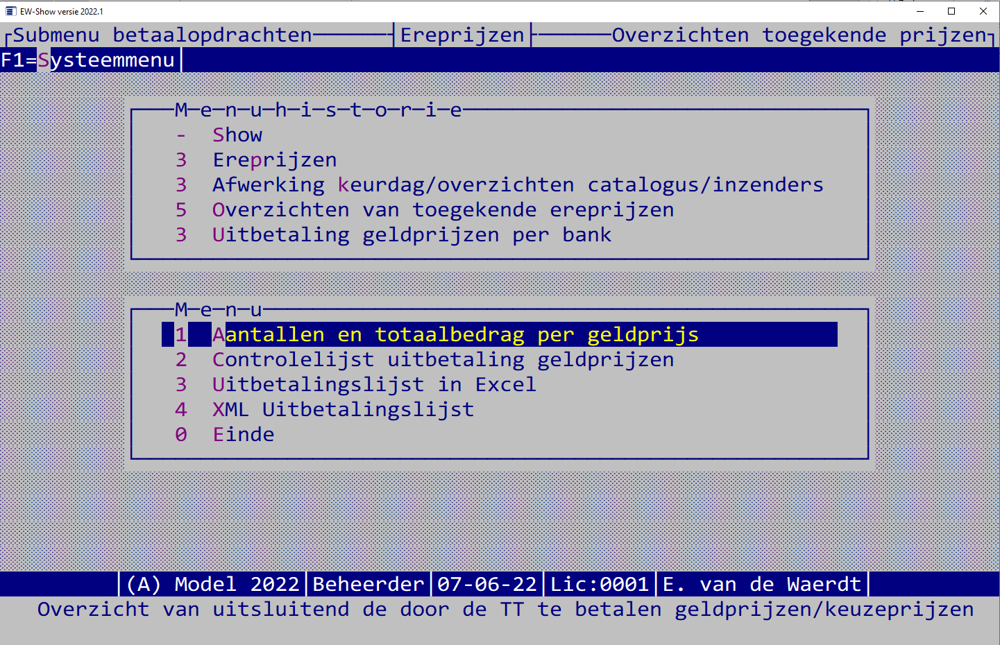 EW-Show versie 2022.1
Submenu betaalopdrachten Ereprijzen Overzichten toegekende prijzen
F1=Systeemmenu
M-e-n-u-h-i-s-t-o-r-i-e
- Show
3 Ereprijzen
3 Afwerking keurdag/overzichten catalogus/inzenders
5 Overzichten van toegekende ereprijzen
3 Uitbetaling geldprijzen per bank
M-e-n-u
1 Aantallen en totaalbedrag per geldprijs
2 Controlelijst uitbetaling geldprijzen
3 Uitbetalingslijst in Excel
4 XML Uitbetalingslijst
0 Einde
|(A) Model 2022|Beheerder|07-06-22|Lic:0001|E. van de Waerdt|
Overzicht van uitsluitend de door de TT te betalen geldprijzen/keuzeprijzen